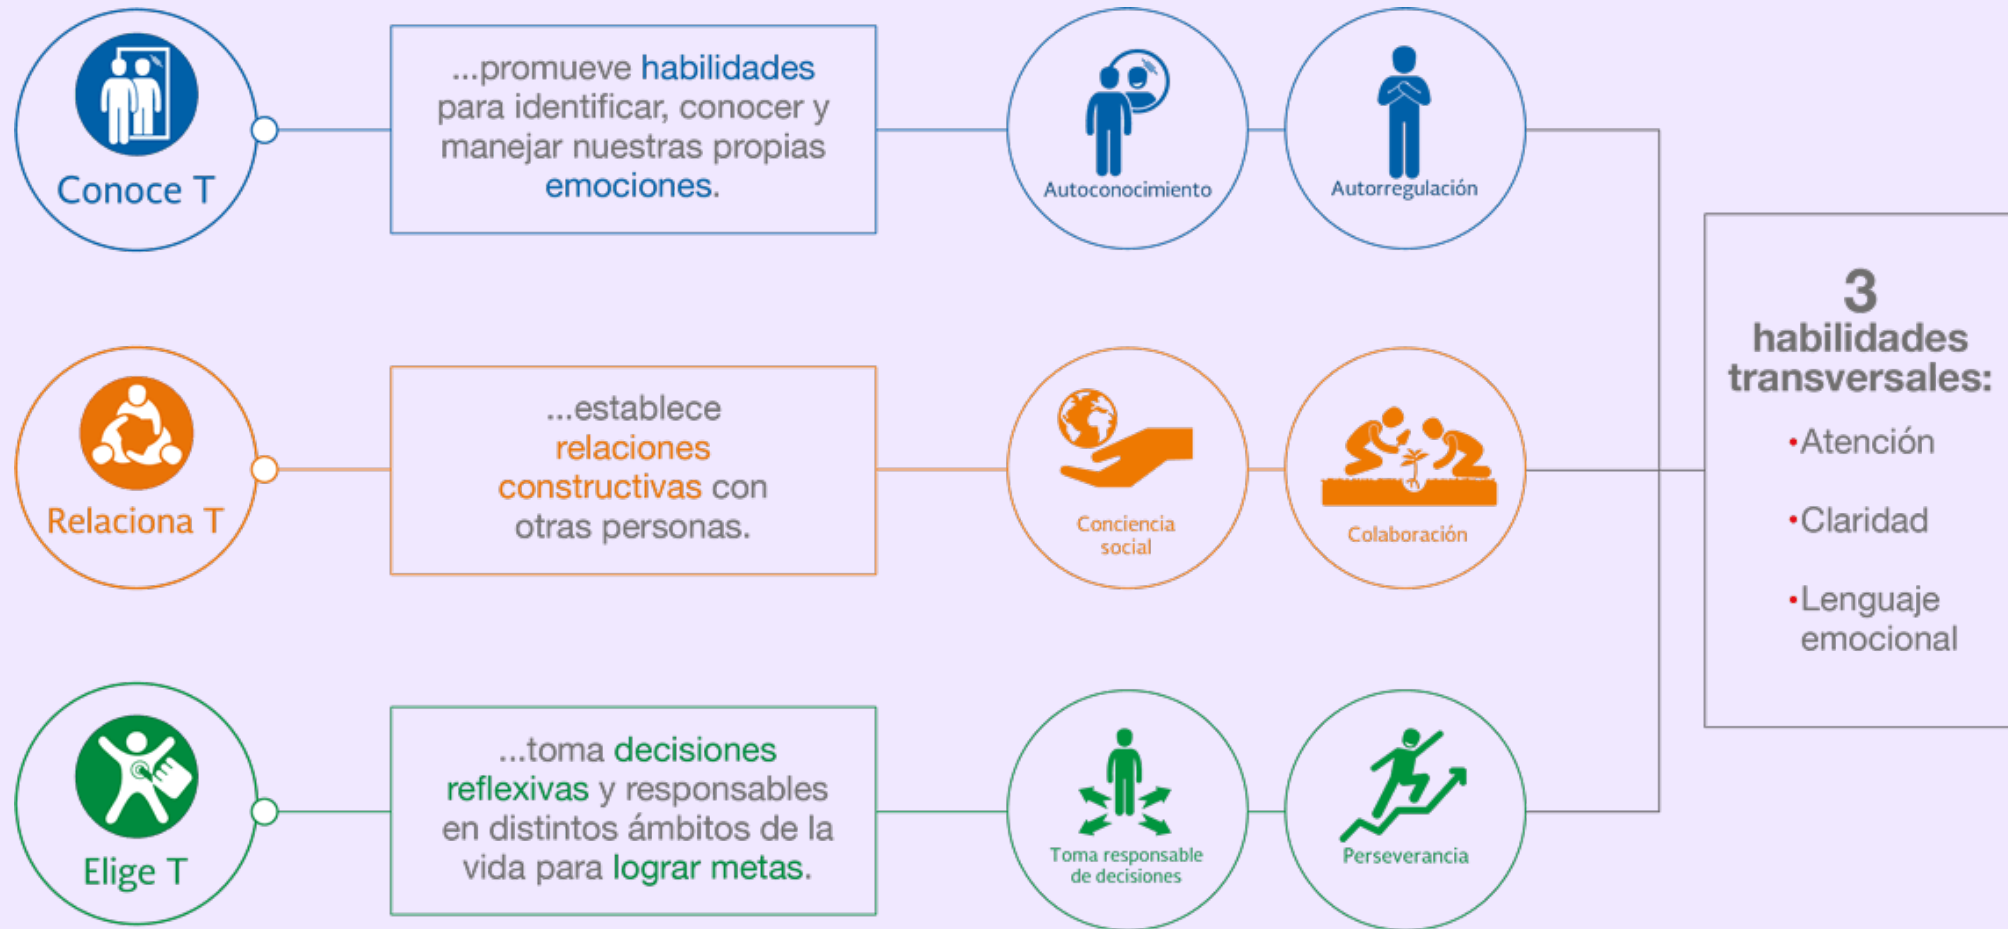 Conoce T
...promueve habilidades
para identificar, conocer y
manejar nuestras propias
emociones.
Autoconocimiento
Autorregulación
Relaciona T
...establece
relaciones
constructivas con
otras personas.
Conciencia
social
Colaboración
Elige T
...toma decisiones
reflexivas y responsables
en distintos ámbitos de la
vida para lograr metas.
Toma responsable
de decisiones
Perseverancia
3
habilidades
transversales:
•Atención
•Claridad
•Lenguaje
emocional